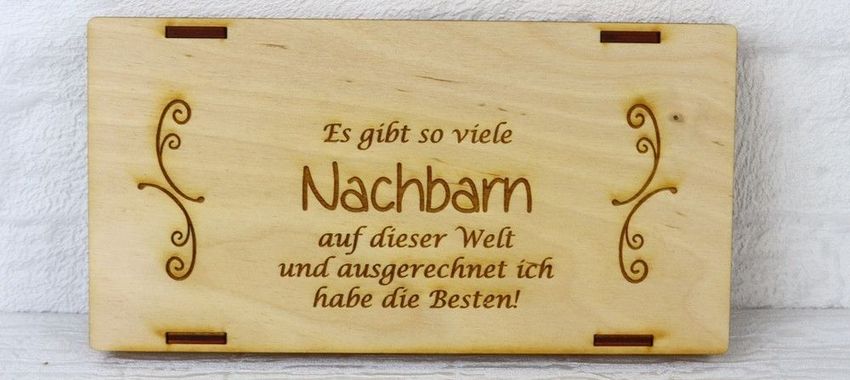 Es gibt so viele
Nachbarn
auf dieser Welt
und ausgerechnet ich
habe die Besten!